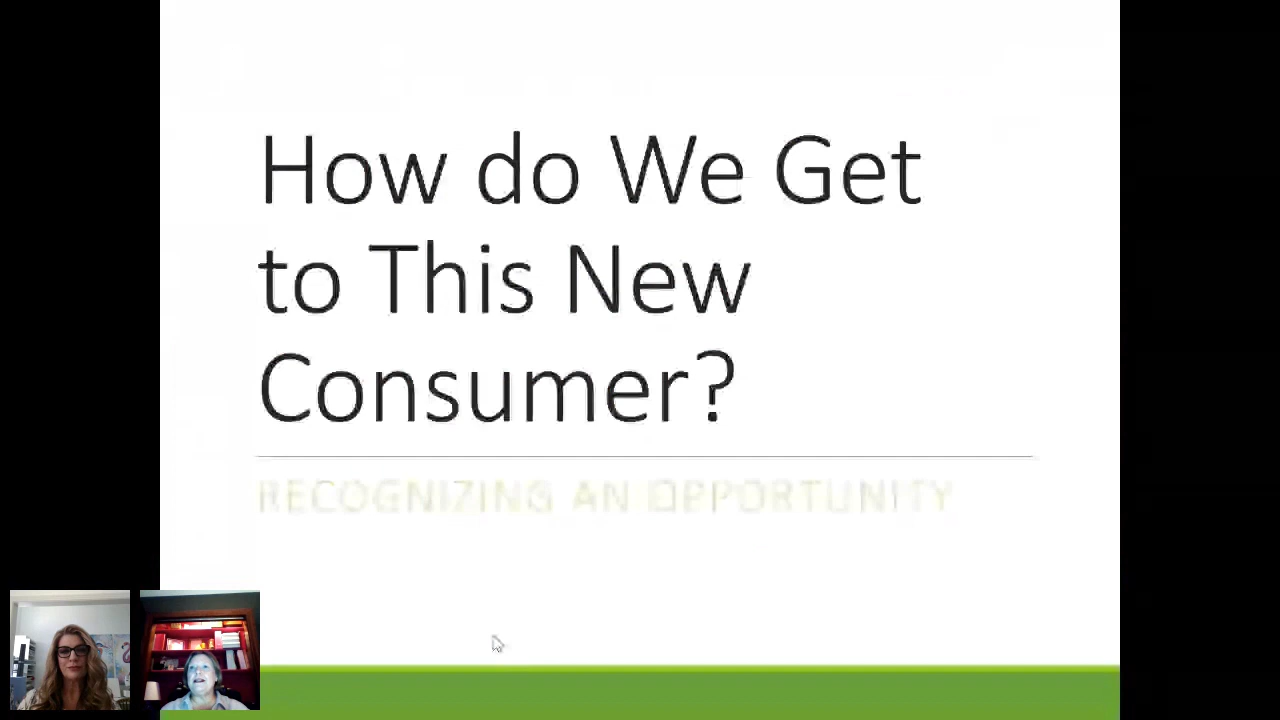 How do We Get
to This New
Consumer?
RECOGNIZING AN OPPORTUNITY